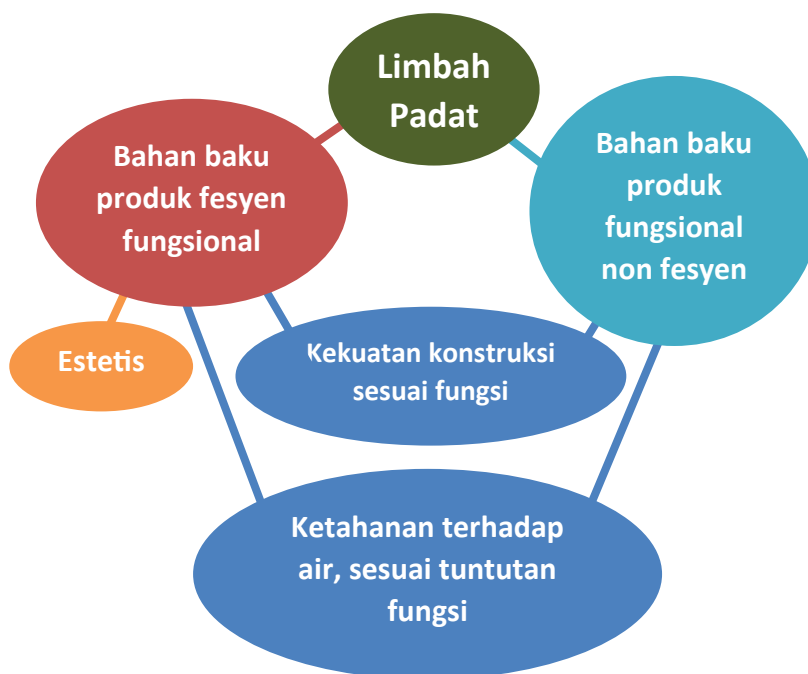 Limbah
Padat
Bahan baku
produk fesyen
fungsional
Bahan baku
produk
fungsional
non fesyen
Estetis
Kekuatan konstruksi
sesuai fungsi
Ketahanan terhadap
air, sesuai tuntutan
fungsi